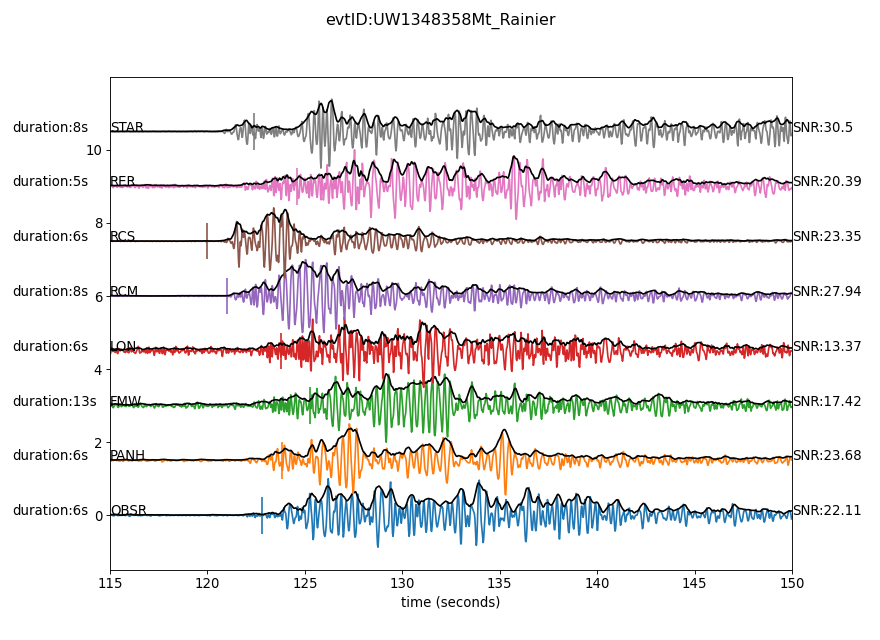 evtID:UW1348358Mt_Rainier
duration:8s STAR SNR:30.5
10
duration:5s RER SNR:20.39
8
duration:6s RCS SNR:23.35
duration:8s RCM SNR:27.94
6
duration:6s LON SNR:13.37
4
duration:13s FMW SNR:17.42
2
duration:6s PANH SNR:23.68
duration:6s OBSR SNR:22.11
0
115 120 125 130 135 140 145 150
time (seconds)